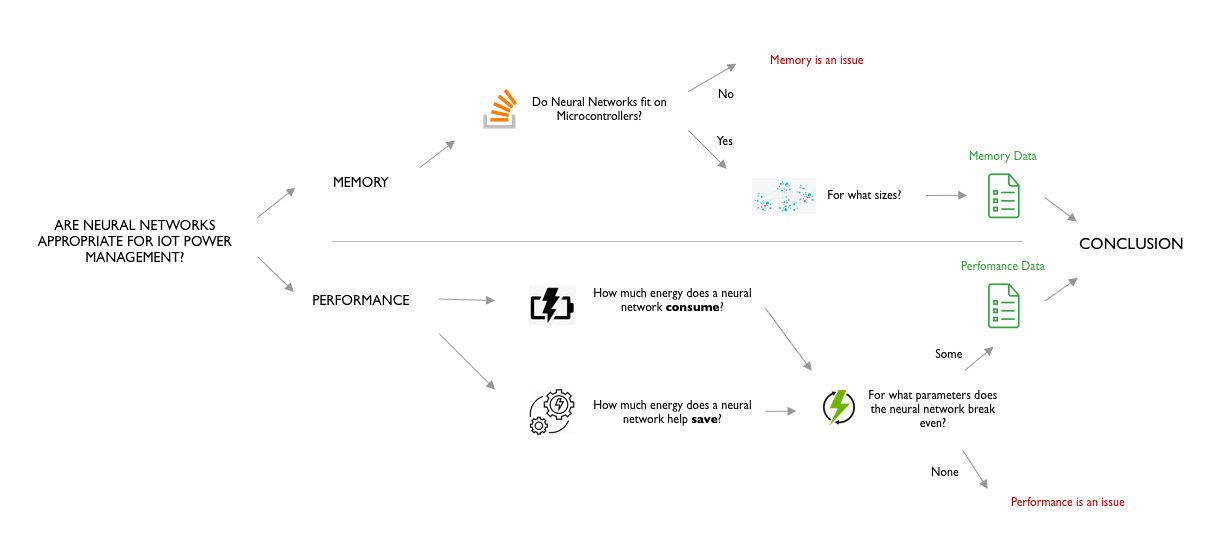 Memory is an issue
No
Do Neural Networks fit on
Microcontrollers?
Yes
Memory Data
MEMORY
For what sizes?
ARE NEURAL NETWORKS
APPROPRIATE FOR IOT POWER
MANAGEMENT?
CONCLUSION
Perfomance Data
PERFORMANCE
How much energy does a neural
network consume?
Some
How much energy does a neural
network help save?
For what parameters does
the neural network break
even?
None
Performance is an issue